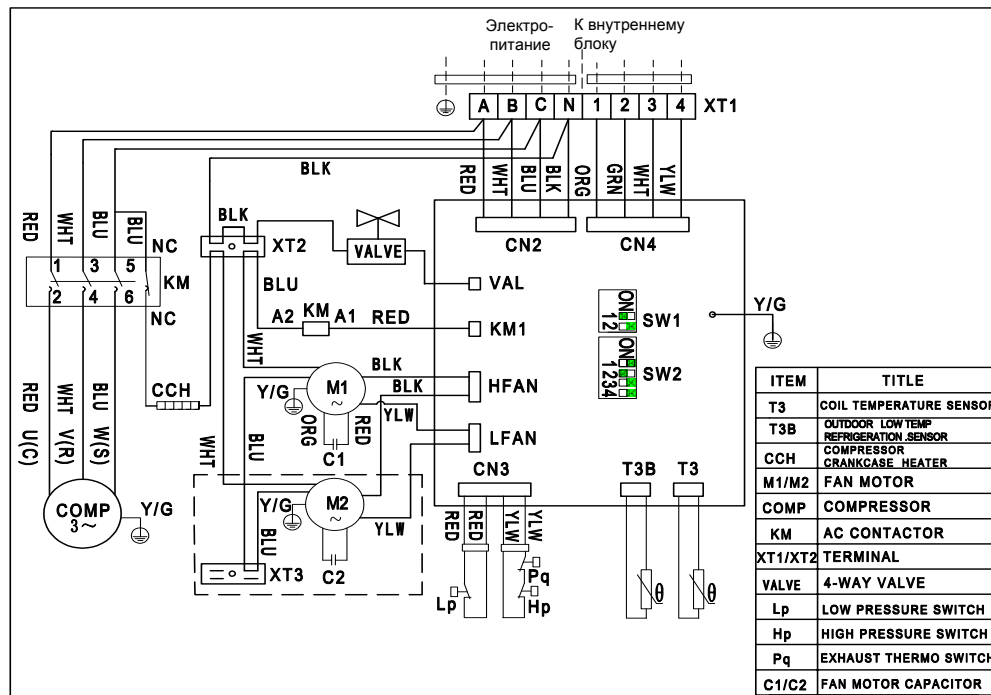 Электро-
питание
К внутреннему
блоку
A B C N 1 2 3 4 XT1
BLK
RED
WHT
BLU
BLK
ORG
GRN
WHT
YLW
RED
WHT
BLU
BLU
NC
1 3 5
KM
2 4 6
NC
BLK
XT2
VALVE
BLU
A2 KM A1 RED
WHT
CN2
CN4
VAL
KM1
HFAN
LFAN
CN3
ON
12
SW1
ON
1234
SW2
Y/G
T3B
T3
CCH
RED U(C)
WHT V(R)
BLU W(S)
COMP
3~
Y/G
WHT
BLU
M1
~
Y/G
BLK
BLK
YLW
ORG
RED
C1
M2
~
Y/G
YLW
BLU
C2
XT3
RED
RED
YLW
YLW
Lp
Pq
Hp
θ
θ
ITEM TITLE
T3 COIL TEMPERATURE SENSOR
T3B OUTDOOR LOW TEMP
REFRIGERATION .SENSOR
CCH COMPRESSOR
CRANKCASE HEATER
M1/M2 FAN MOTOR
COMP COMPRESSOR
KM AC CONTACTOR
XT1/XT2 TERMINAL
VALVE 4-WAY VALVE
Lp LOW PRESSURE SWITCH
Hp HIGH PRESSURE SWITCH
Pq EXHAUST THERMO SWITCH
C1/C2 FAN MOTOR CAPACITOR